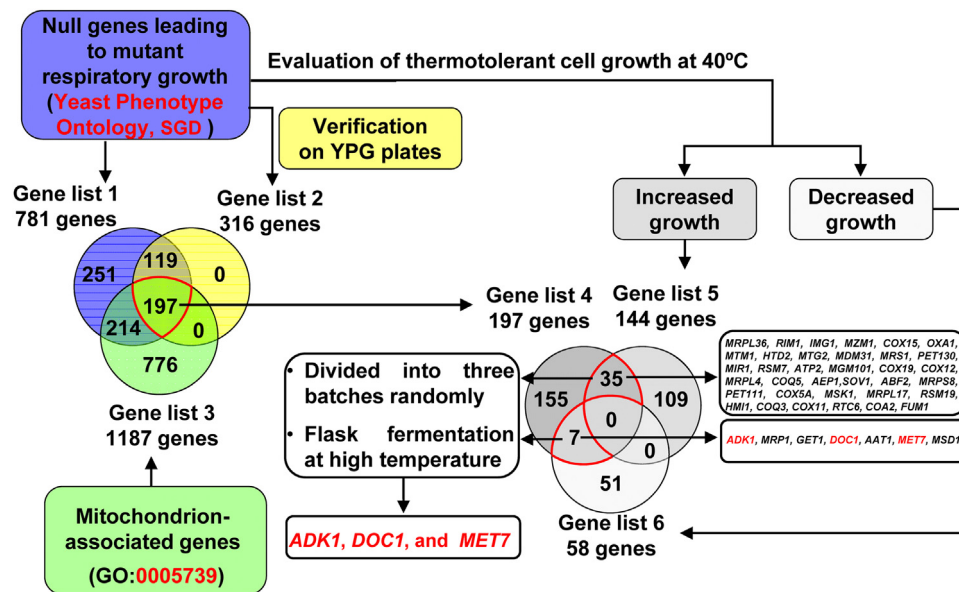 Null genes leading
to mutant
respiratory growth
(Yeast Phenotype
Ontology, SGD )
Evaluation of thermotolerant cell growth at 40ºC
Verification
on YPG plates
Gene list 1
781 genes
Gene list 2
316 genes
Increased
growth
Decreased
growth
251
119
0
197
214
0
776
Gene list 3
1187 genes
Mitochondrion-
associated genes
(GO:0005739)
Gene list 4
197 genes
Gene list 5
144 genes
• Divided into three
batches randomly
• Flask fermentation
at high temperature
ADK1, DOC1, and MET7
155
35
109
0
7
0
51
Gene list 6
58 genes
MRPL36, RIM1, IMG1, MZM1, COX15, OXA1,
MTM1, HTD2, MTG2, MDM31, MRS1, PET130,
MIR1, RSM7, ATP2, MGM101, COX19, COX12,
MRPL4, COQ5, AEP1,SOV1, ABF2, MRPS8,
PET111, COX5A, MSK1, MRPL17, RSM19,
HMI1, COQ3, COX11, RTC6, COA2, FUM1
ADK1, MRP1, GET1, DOC1, AAT1, MET7, MSD1